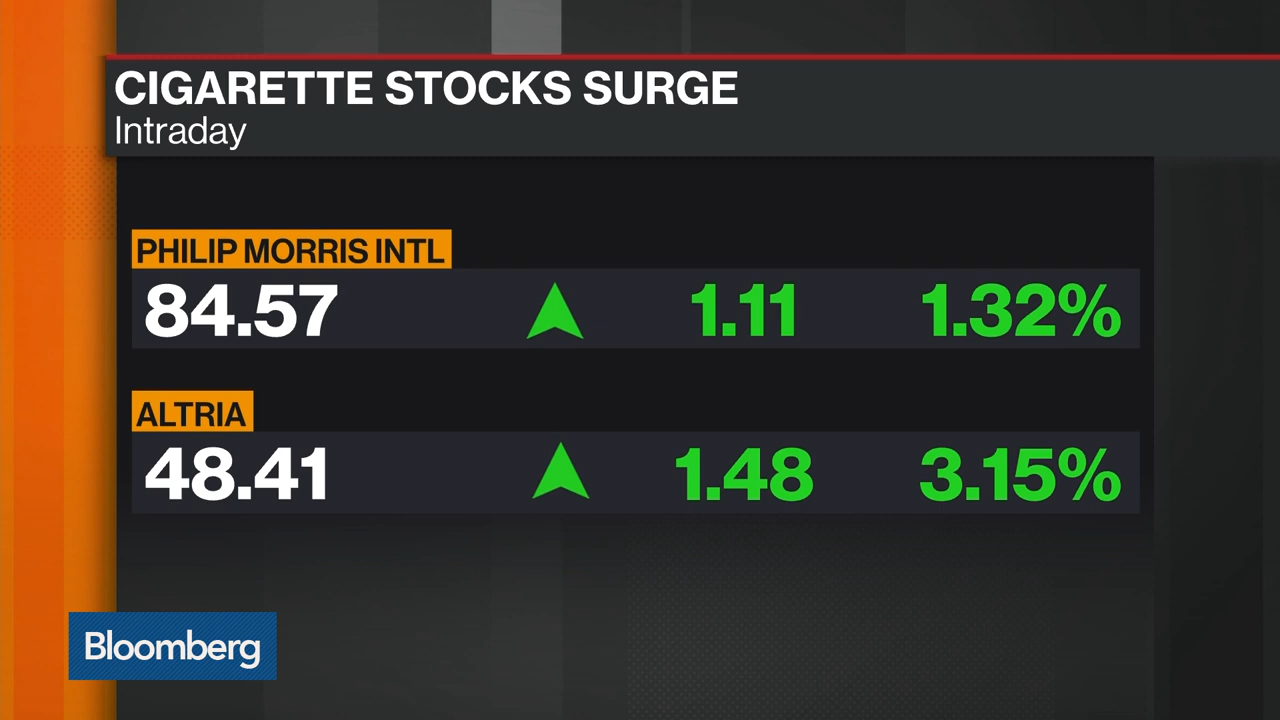 CIGARETTE STOCKS SURGE
Intraday
PHILIP MORRIS INTL
84.57 1.11 1.32%
ALTRIA
48.41 1.48 3.15%
Bloomberg